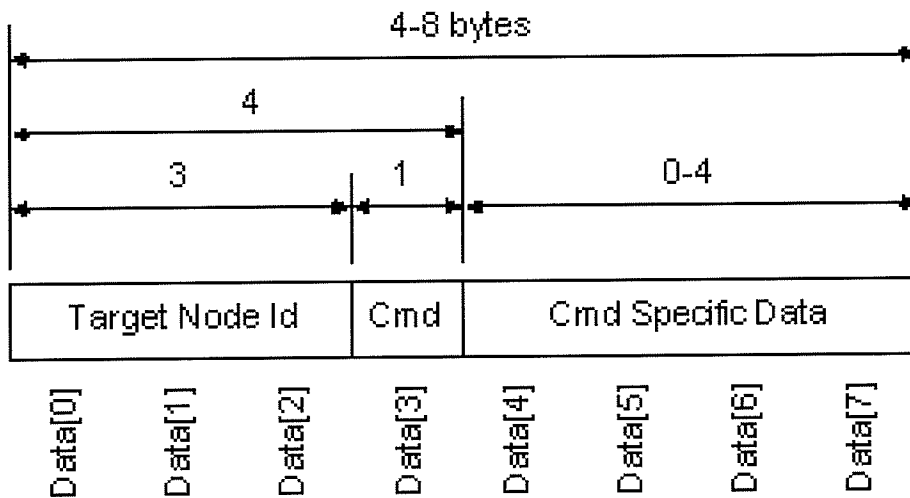 4-8 bytes
4
3 1 0-4
Target Node Id Cmd Cmd Specific Data
Data[0] Data[1] Data[2] Data[3] Data[4] Data[5] Data[6] Data[7]